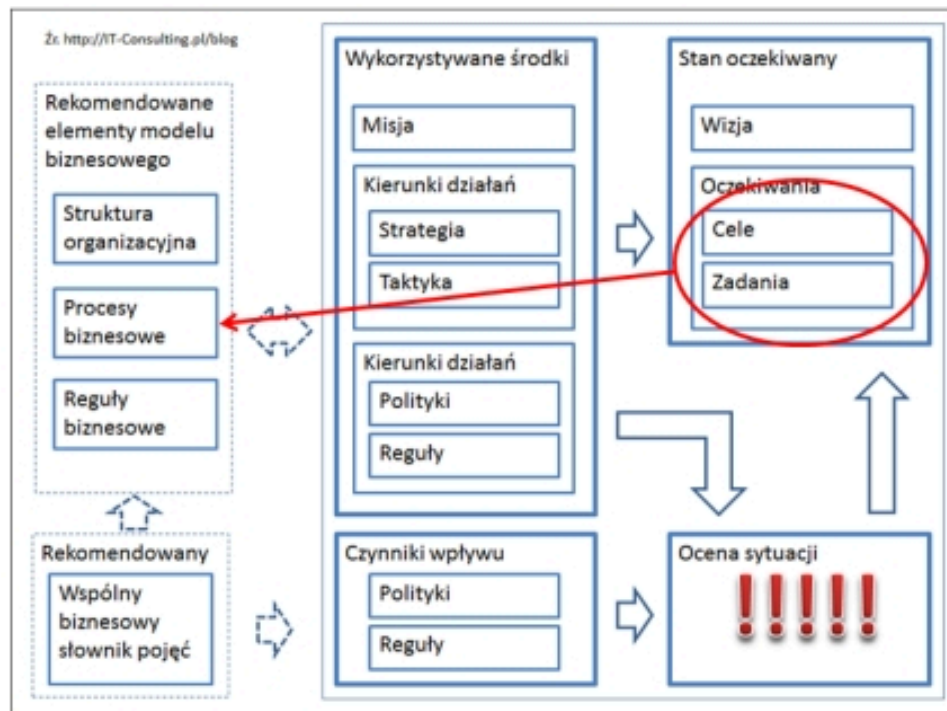 Źr. http://IT-Consulting.pl/blog
Rekomendowane
elementy modelu
biznesowego
Struktura
organizacyjna
Procesy
biznesowe
Reguły
biznesowe
Rekomendowany
Wspólny
biznesowy
słownik pojęć
Wykorzystywane środki
Misja
Kierunki działań
Strategia
Taktyka
Kierunki działań
Polityki
Reguły
Czynniki wpływu
Polityki
Reguły
Stan oczekiwany
Wizja
Oczekiwania
Cele
Zadania
Ocena sytuacji
!!!!!